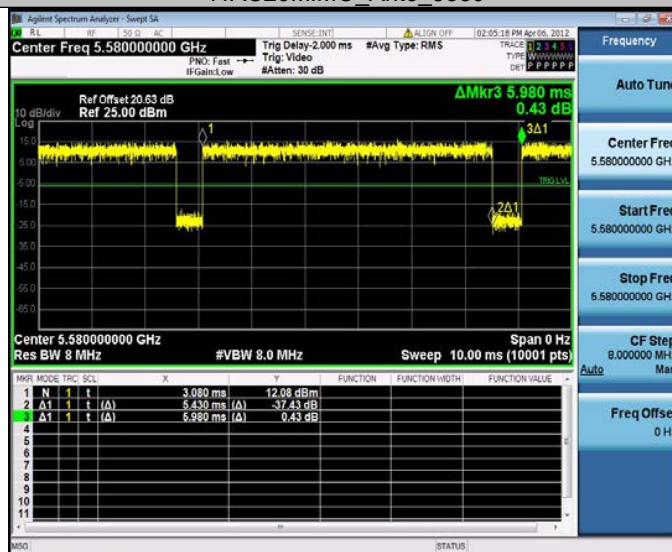 Agilent Spectrum Analyzer - Swept SA
RL RF 50 Ω AC SENSE:INT ALIGN OFF 02:05:18 PM Apr 06, 2012
Center Freq 5.580000000 GHz
PNO: Fast
IFGain:Low
Trig Delay-2.000 ms
Trig: Video
#Atten: 30 dB
#Avg Type: RMS
TRACE 1 2 3 4 5 6
TYPE WWWWWW
DET P P P P P P
Frequency
Auto Tune
ΔMkr3 5.980 ms
0.43 dB
Ref Offset 20.63 dB
Ref 25.00 dBm
10 dB/div
Log
15.0
5.00
-5.00
-15.0
-25.0
-35.0
-45.0
-55.0
-65.0
1
3Δ1
2Δ1
TRIG LVL
Center Freq
5.580000000 GHz
Start Freq
5.580000000 GHz
Stop Freq
5.580000000 GHz
CF Step
8.000000 MHz
Auto Man
Freq Offset
0 Hz
Center 5.580000000 GHz
Res BW 8 MHz
#VBW 8.0 MHz
Span 0 Hz
Sweep 10.00 ms (10001 pts)
MKR MODE TRC SCL X Y FUNCTION FUNCTION WIDTH FUNCTION VALUE
1 N 1 t 3.080 ms 12.08 dBm
2 Δ1 1 t (Δ) 5.430 ms (Δ) -37.43 dB
3 Δ1 1 t (Δ) 5.980 ms (Δ) 0.43 dB
4
5
6
7
8
9
10
11
MSG
STATUS